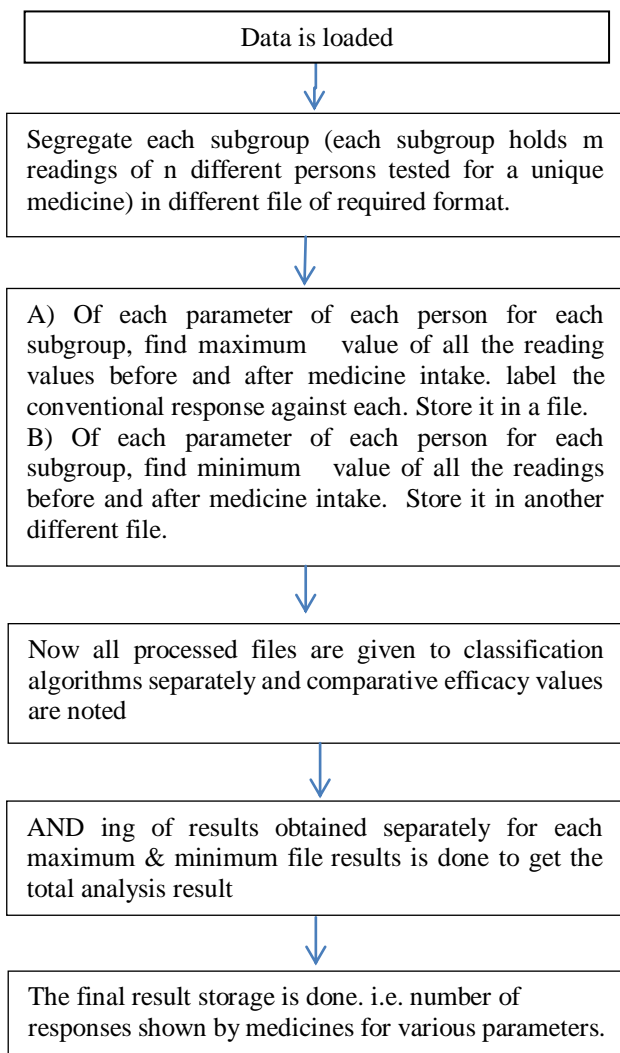 Data is loaded
Segregate each subgroup (each subgroup holds m
readings of n different persons tested for a unique
medicine) in different file of required format.
A) Of each parameter of each person for each
subgroup, find maximum value of all the reading
values before and after medicine intake. label the
conventional response against each. Store it in a file.
B) Of each parameter of each person for each
subgroup, find minimum value of all the readings
before and after medicine intake. Store it in another
different file.
Now all processed files are given to classification
algorithms separately and comparative efficacy values
are noted
AND ing of results obtained separately for each
maximum & minimum file results is done to get the
total analysis result
The final result storage is done. i.e. number of
responses shown by medicines for various parameters.